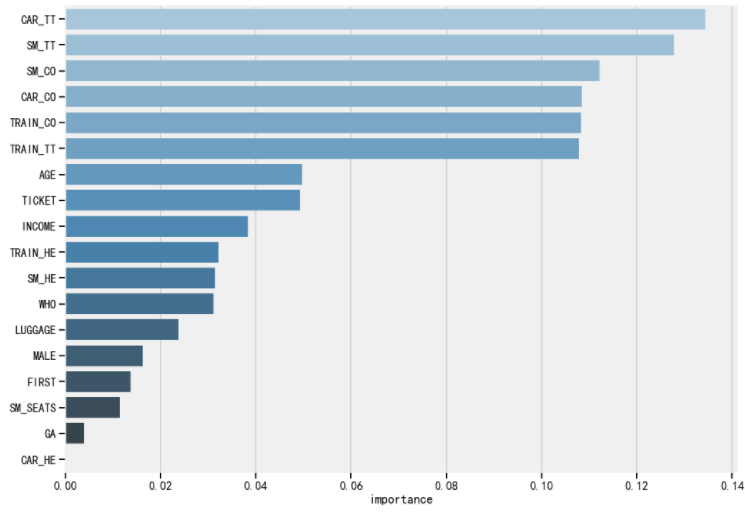 CAR_TT
SM_TT
SM_CO
CAR_CO
TRAIN_CO
TRAIN_TT
AGE
TICKET
INCOME
TRAIN_HE
SM_HE
WHO
LUGGAGE
MALE
FIRST
SM_SEATS
GA
CAR_HE
0.00 0.02 0.04 0.06 0.08 0.10 0.12 0.14
importance